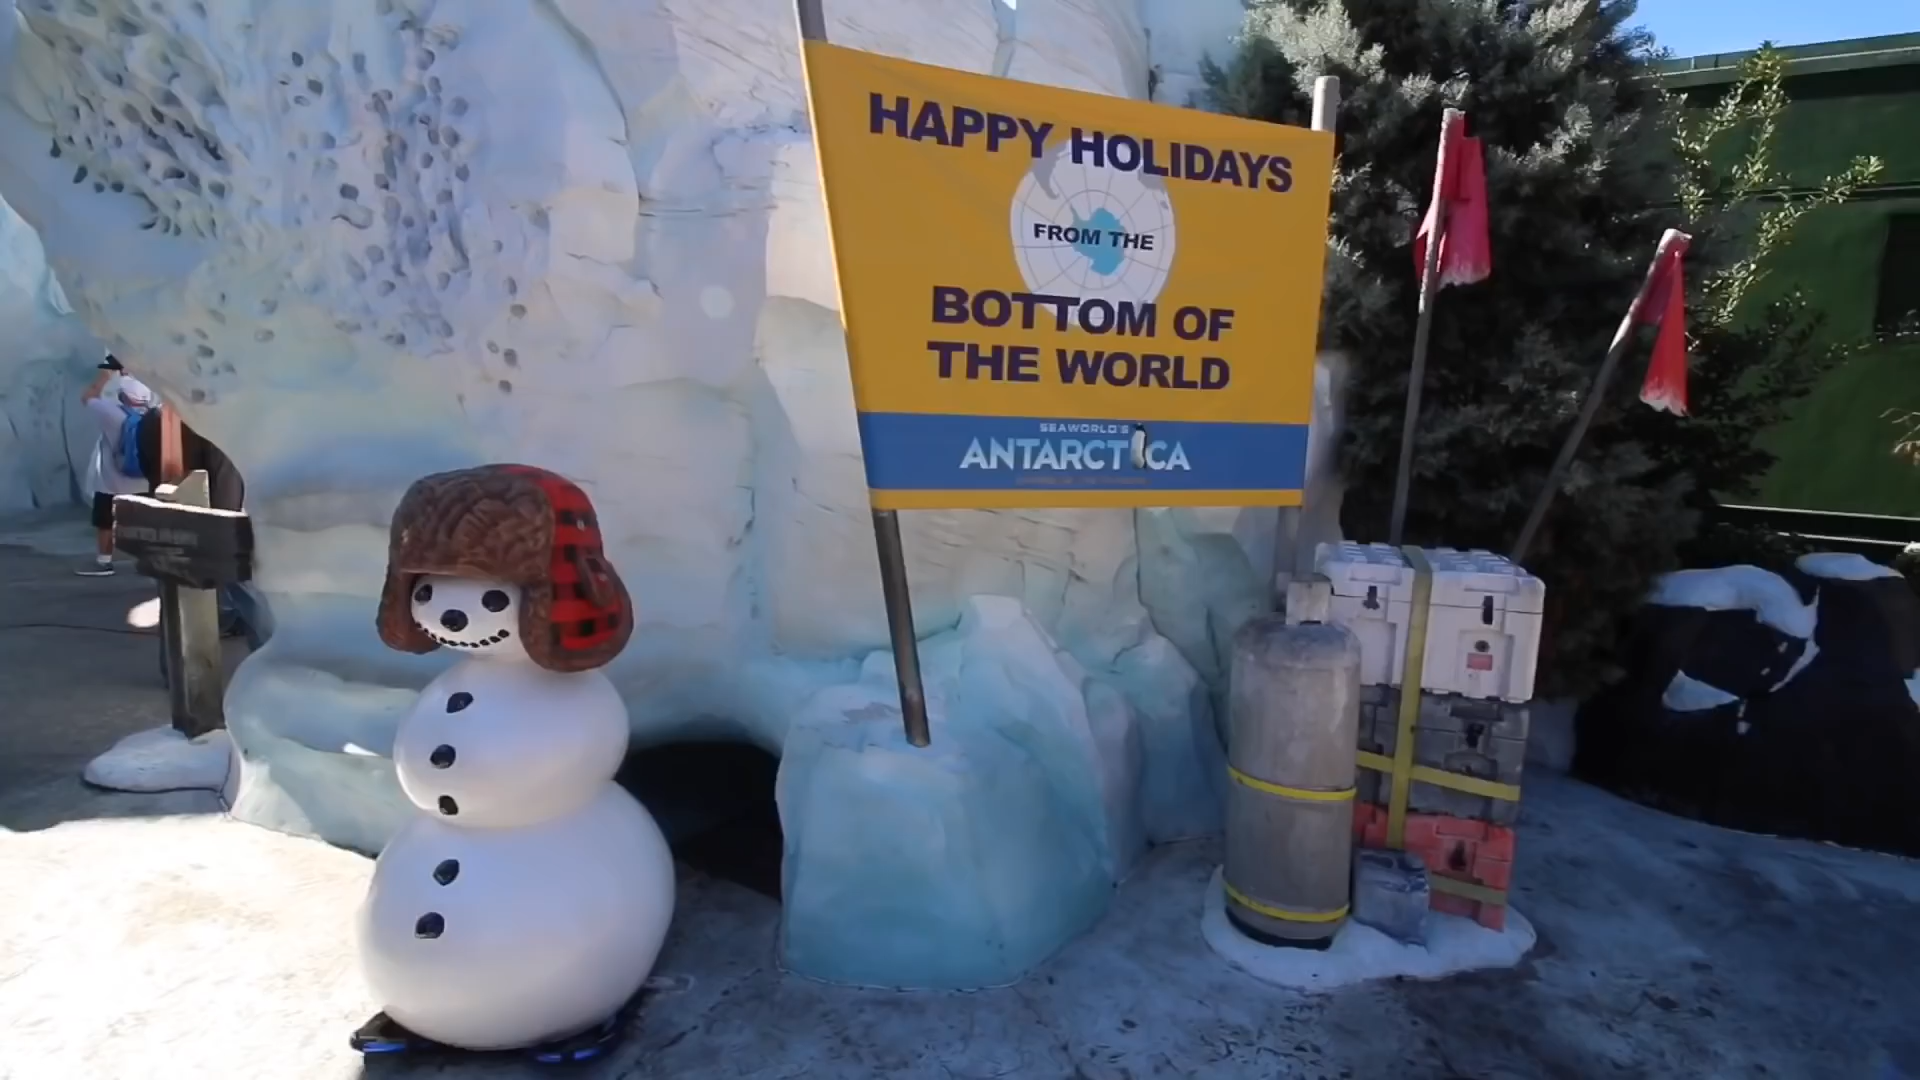 HAPPY HOLIDAYS
FROM THE
BOTTOM OF
THE WORLD
SEAWORLD'S
ANTARCTICA